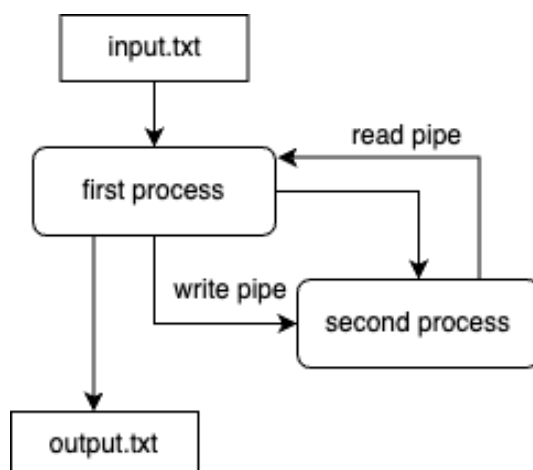 input.txt
read pipe
first process
write pipe
second process
output.txt